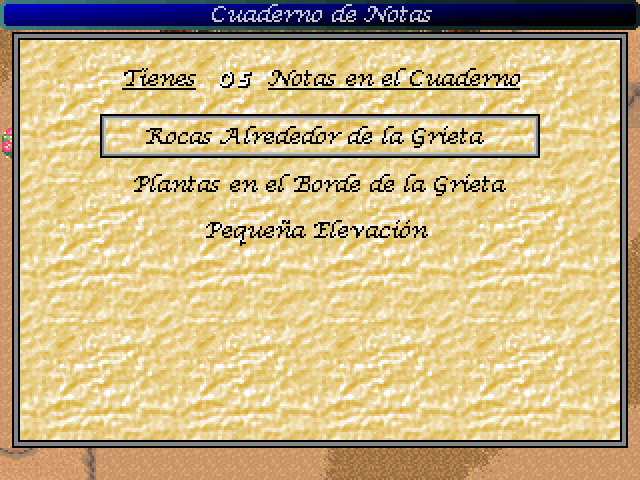 Cuaderno de Notas
Tienes 05 Notas en el Cuaderno
Rocas Alrededor de la Grieta
Plantas en el Borde de la Grieta
Pequeña Elevación